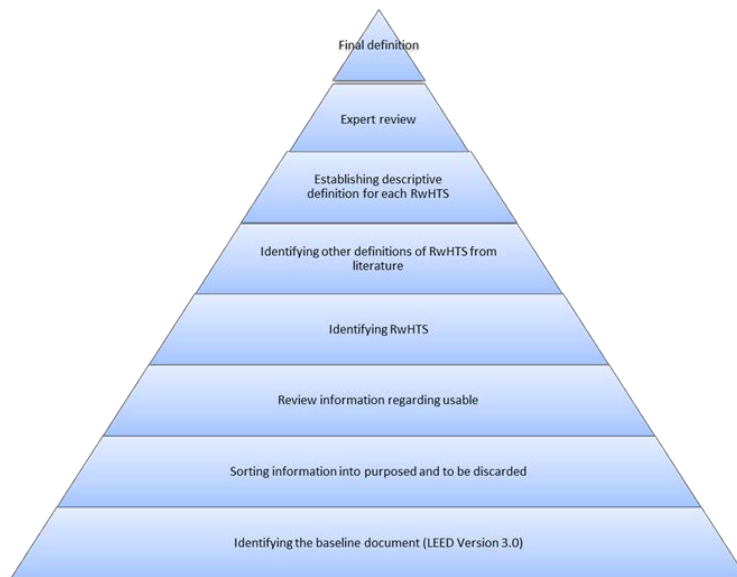 Final definition
Expert review
Establishing descriptive
definition for each RwHTS
Identifying other definitions of RwHTS from
literature
Identifying RwHTS
Review information regarding usable
Sorting information into purposed and to be discarded
Identifying the baseline document (LEED Version 3.0)